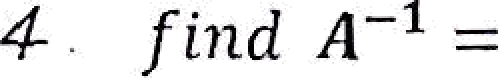 4. find A⁻¹ =